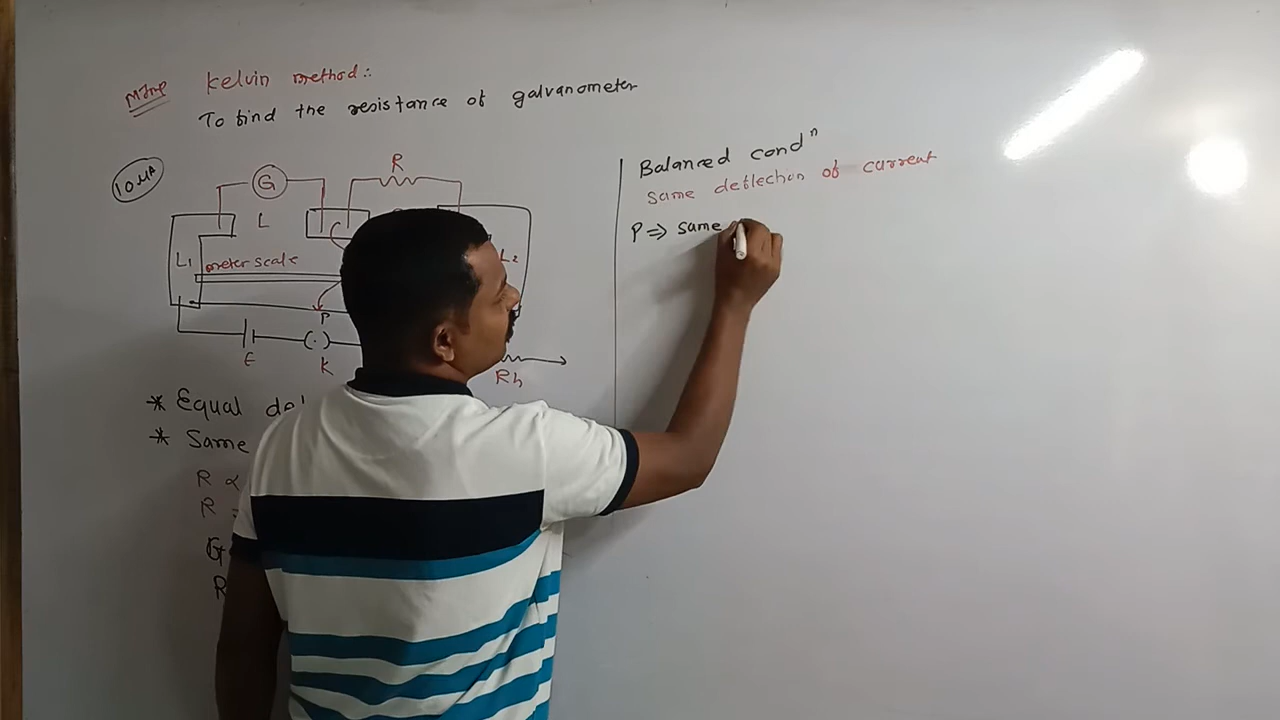 Kelvin method:
To find the resistance of galvanometer
R
G
L
L1
meter scale
L2
P
E
K
Rh
* Equal
* Same
R α
R =
G
R
Balanced condⁿ
same deflection of current
P ⇒ same